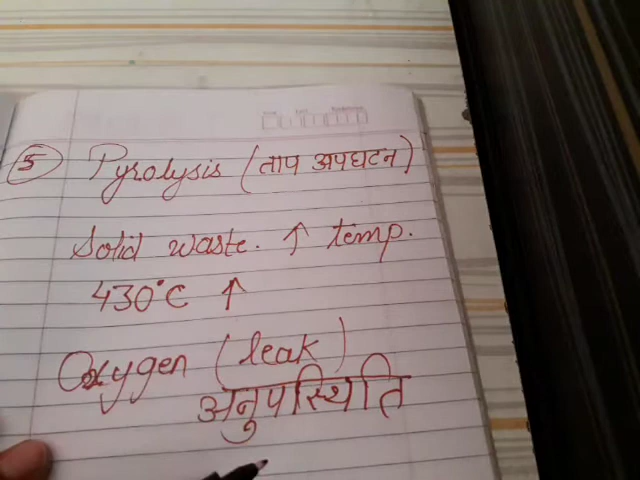 5 Pyrolysis (ताप अपघटन)
Solid waste. ↑ temp.
430°C ↑
Oxygen (leak)
अनुपस्थिति